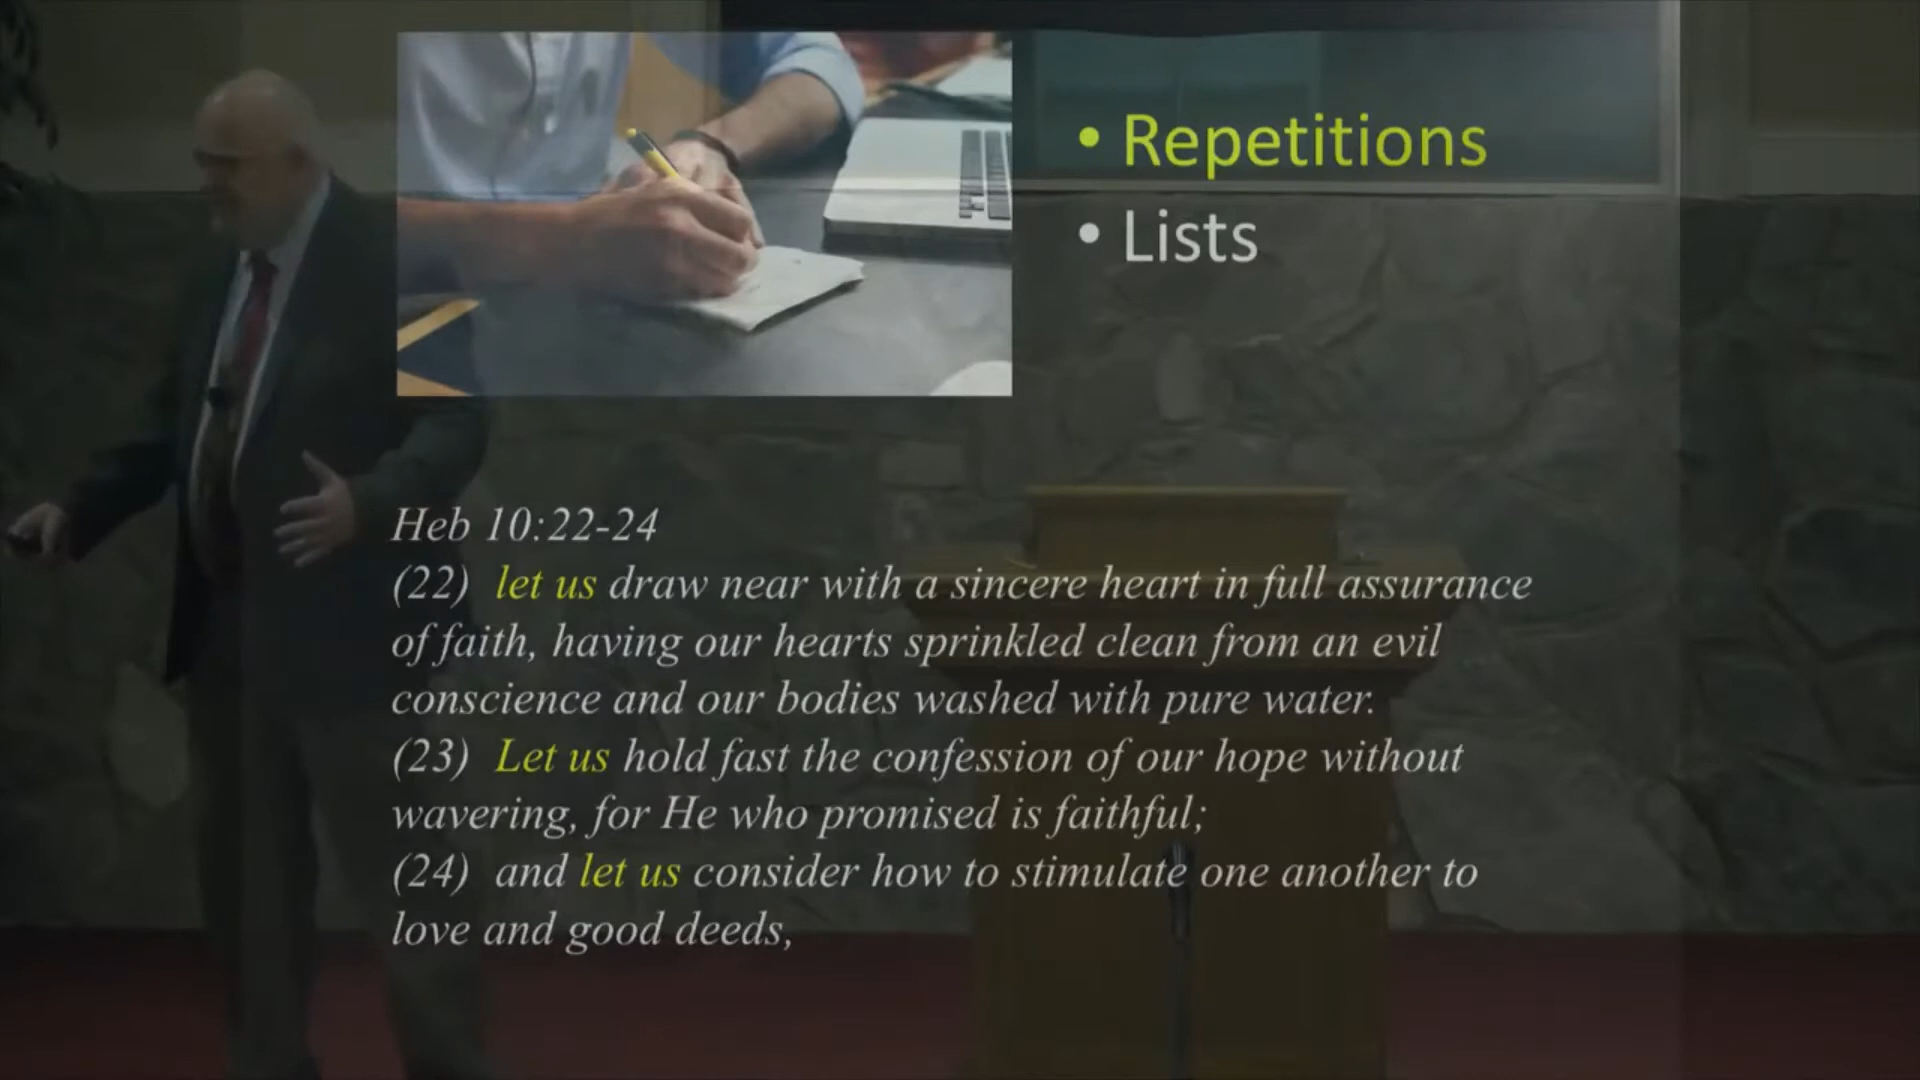 • Repetitions
• Lists
Heb 10:22-24
(22) let us draw near with a sincere heart in full assurance
of faith, having our hearts sprinkled clean from an evil
conscience and our bodies washed with pure water.
(23) Let us hold fast the confession of our hope without
wavering, for He who promised is faithful;
(24) and let us consider how to stimulate one another to
love and good deeds,